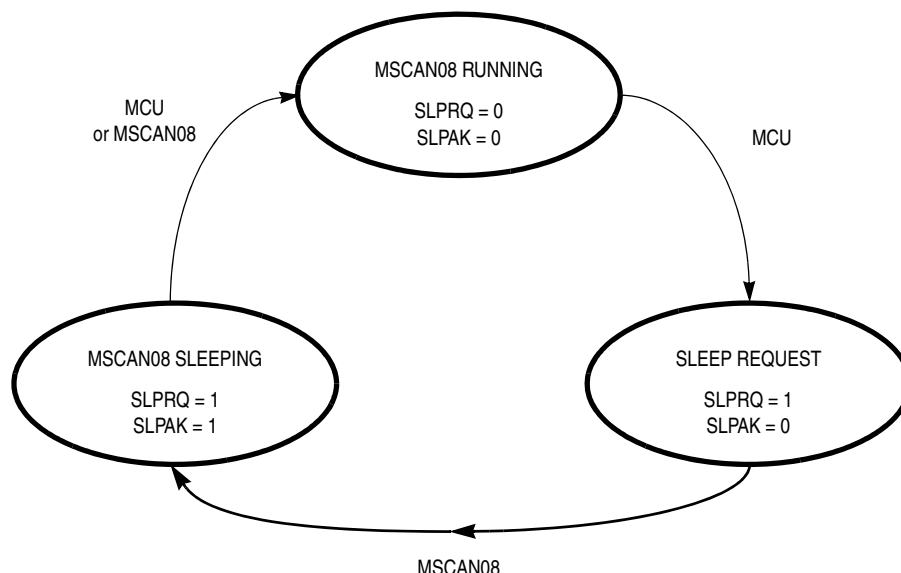 MSCAN08 RUNNING
SLPRQ = 0
SLPAK = 0
MCU
or MSCAN08
MCU
MSCAN08 SLEEPING
SLPRQ = 1
SLPAK = 1
SLEEP REQUEST
SLPRQ = 1
SLPAK = 0
MSCAN08